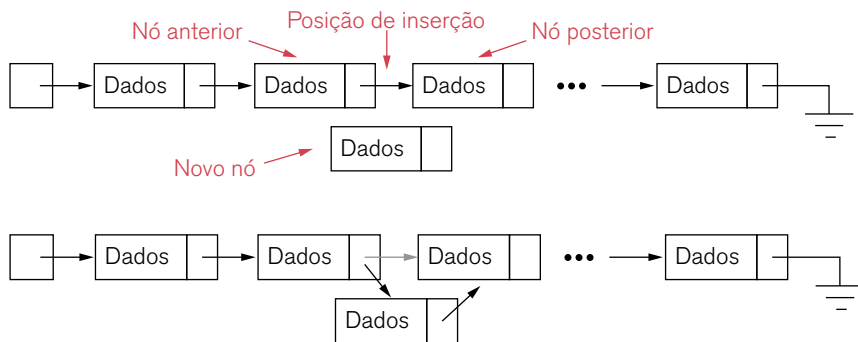 Posição de inserção
Nó anterior
Nó posterior
Dados
Dados
Dados
Dados
Dados
Novo nó
Dados
Dados
Dados
Dados
Dados